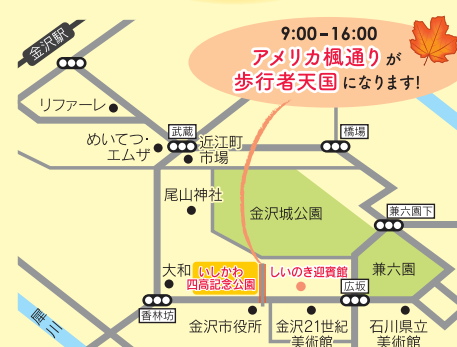 金沢駅
9:00－16:00
アメリカ楓通りが
歩行者天国になります!
リファーレ
武蔵
めいてつ・
エムザ
近江町
市場
橋場
尾山神社
金沢城公園
兼六園下
大和
いしかわ
四高記念公園
しいのき迎賓館
兼六園
広坂
香林坊
犀川
金沢市役所
金沢21世紀
美術館
石川県立
美術館